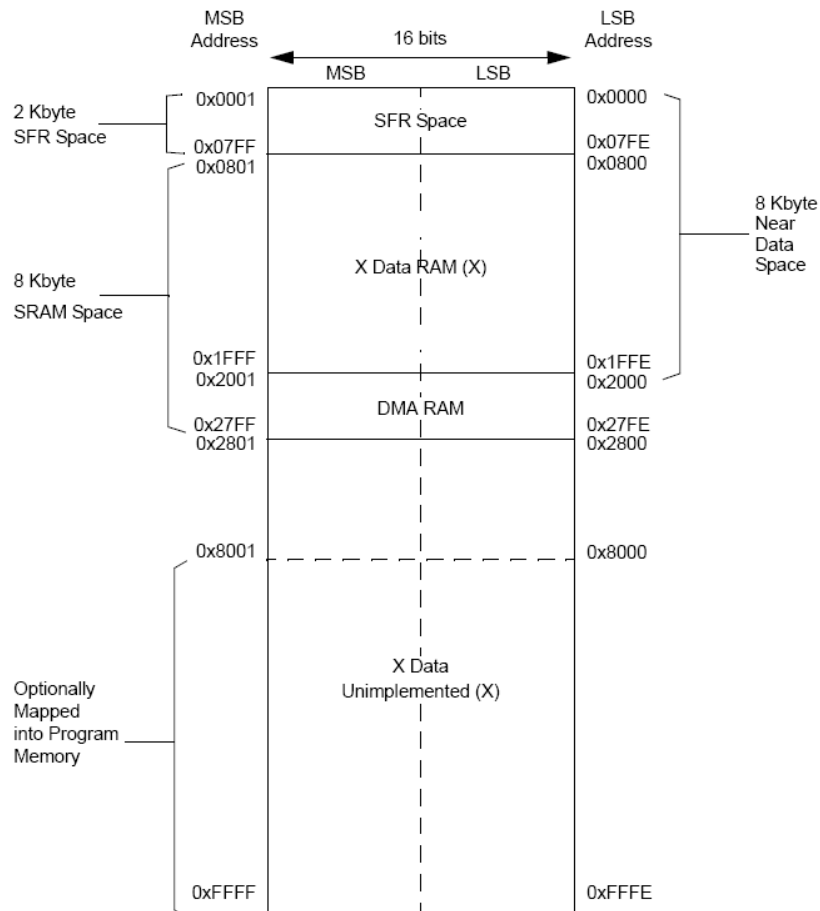 MSB
Address
16 bits
LSB
Address
MSB
LSB
0x0001
0x0000
2 Kbyte
SFR Space
SFR Space
0x07FF
0x07FE
0x0801
0x0800
8 Kbyte
Near
Data
Space
X Data RAM (X)
8 Kbyte
SRAM Space
0x1FFF
0x1FFE
0x2001
0x2000
DMA RAM
0x27FF
0x27FE
0x2801
0x2800
0x8001
0x8000
X Data
Unimplemented (X)
Optionally
Mapped
into Program
Memory
0xFFFF
0xFFFE